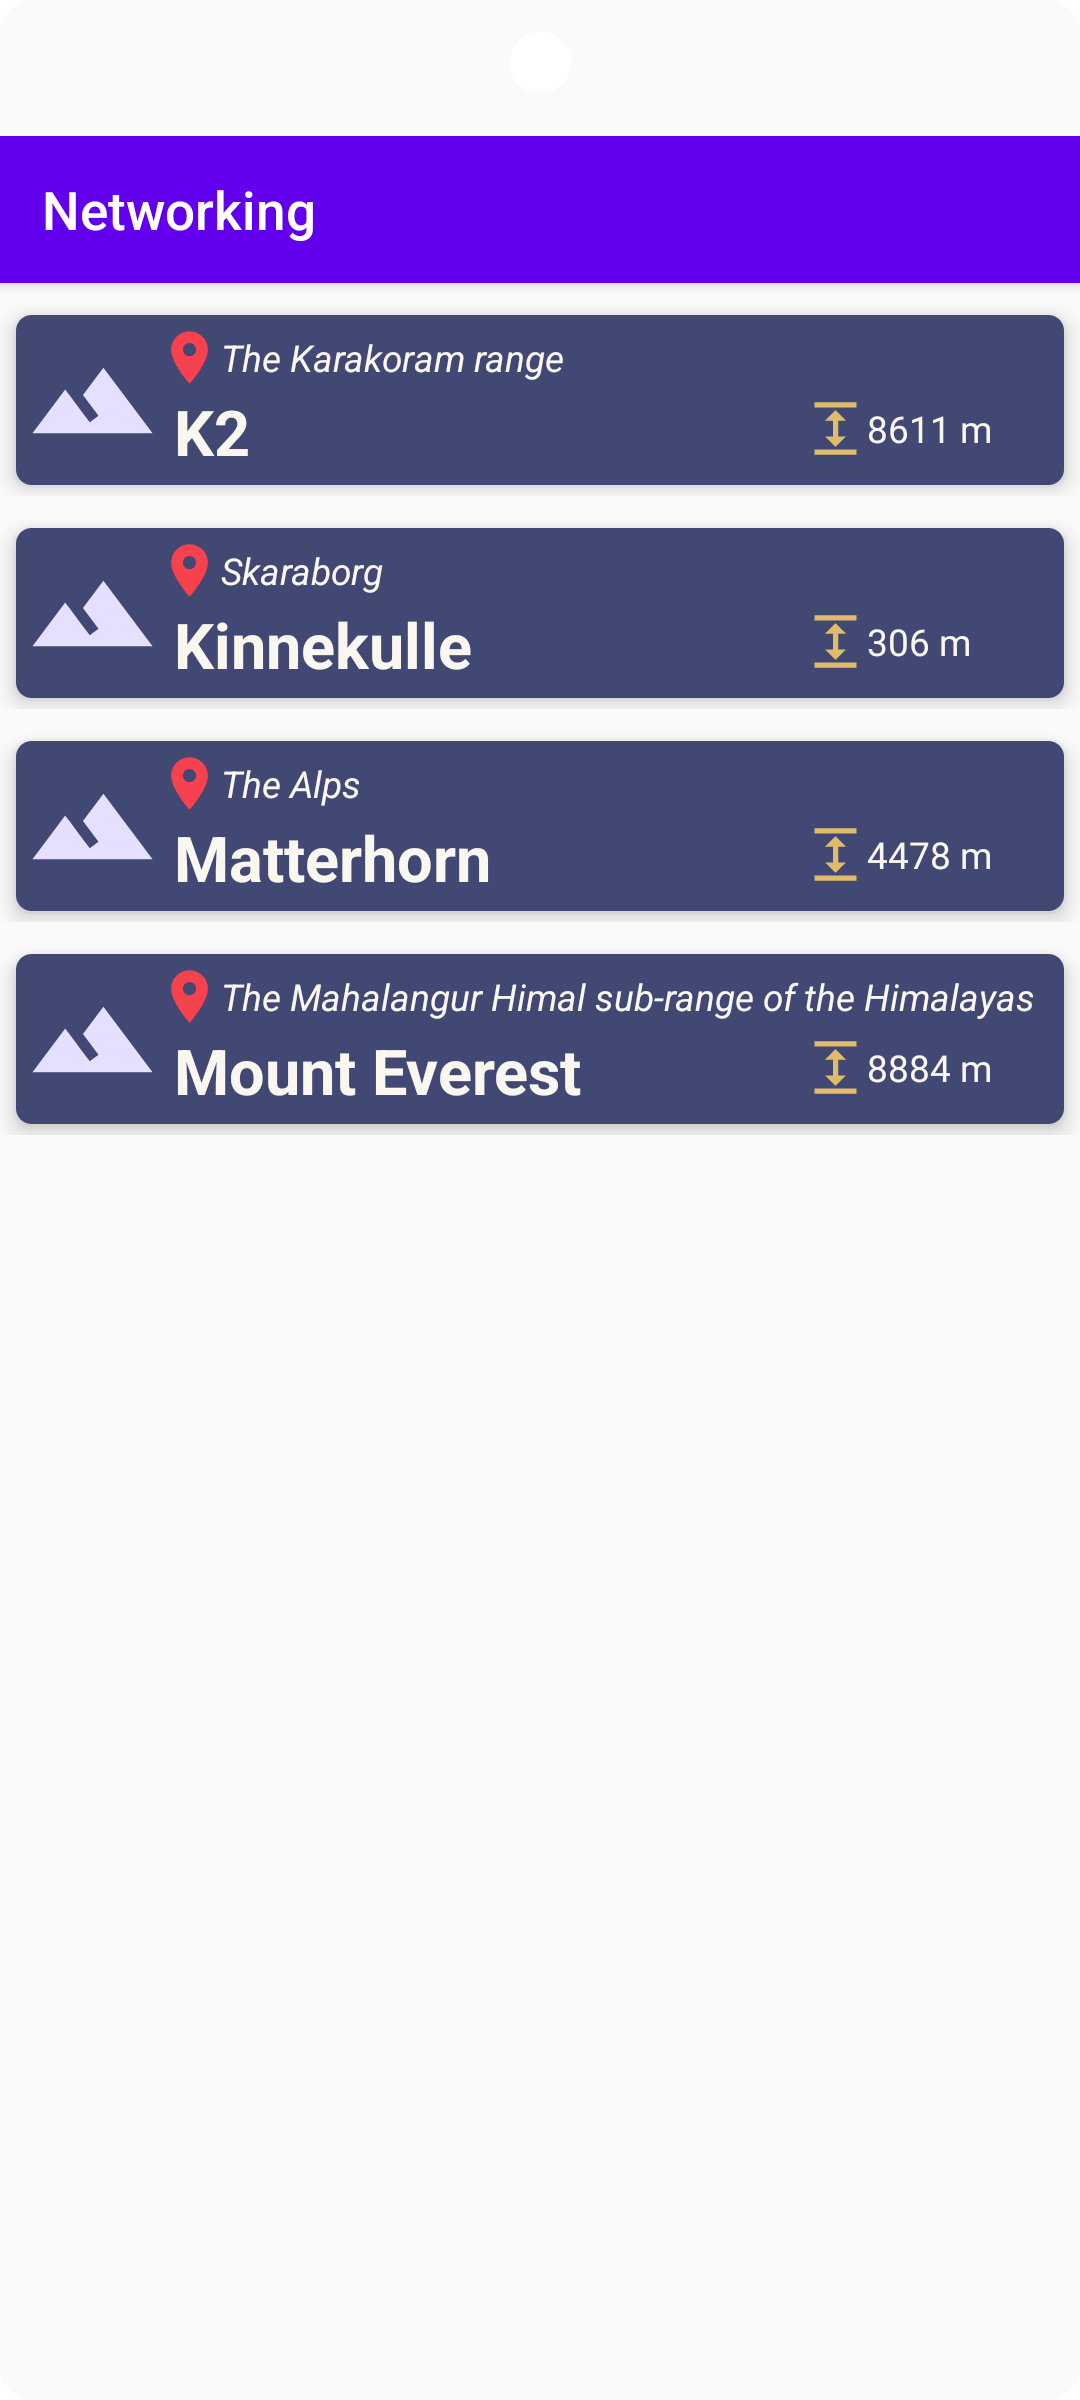 Networking
The Karakoram range
K2
8611 m
Skaraborg
Kinnekulle
306 m
The Alps
Matterhorn
4478 m
The Mahalangur Himal sub-range of the Himalayas
Mount Everest
8884 m